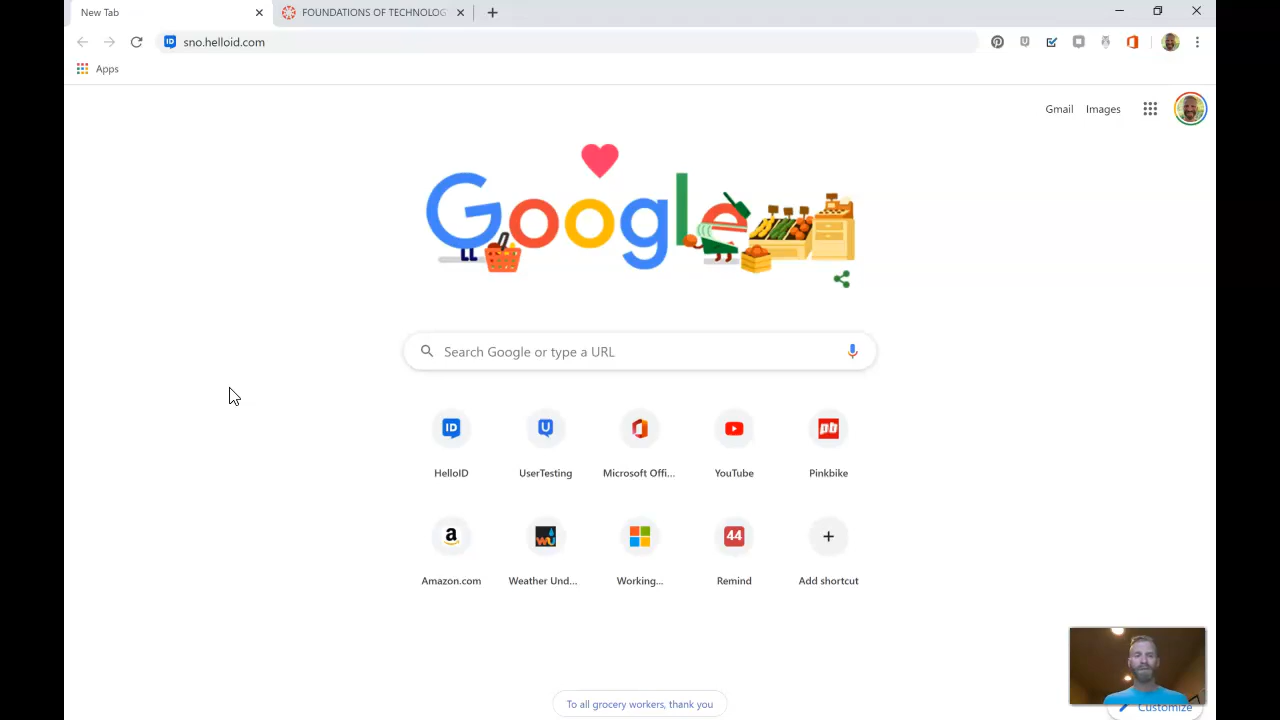 New Tab
FOUNDATIONS OF TECHNOLOG
sno.helloid.com
Apps
Gmail
Images
Google
Search Google or type a URL
HelloID
UserTesting
Microsoft Offi...
YouTube
Pinkbike
Amazon.com
Weather Und...
Working...
Remind
Add shortcut
To all grocery workers, thank you
Customize